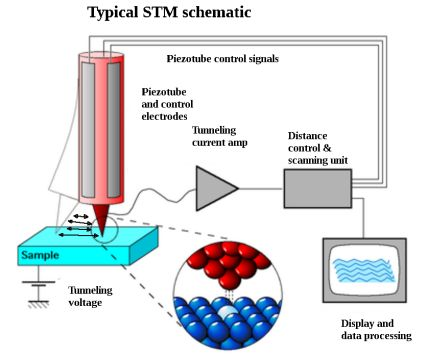 Typical STM schematic
Piezotube control signals
Piezotube
and control
electrodes
Tunneling
current amp
Distance
control &
scanning unit
Sample
Tunneling
voltage
Display and
data processing